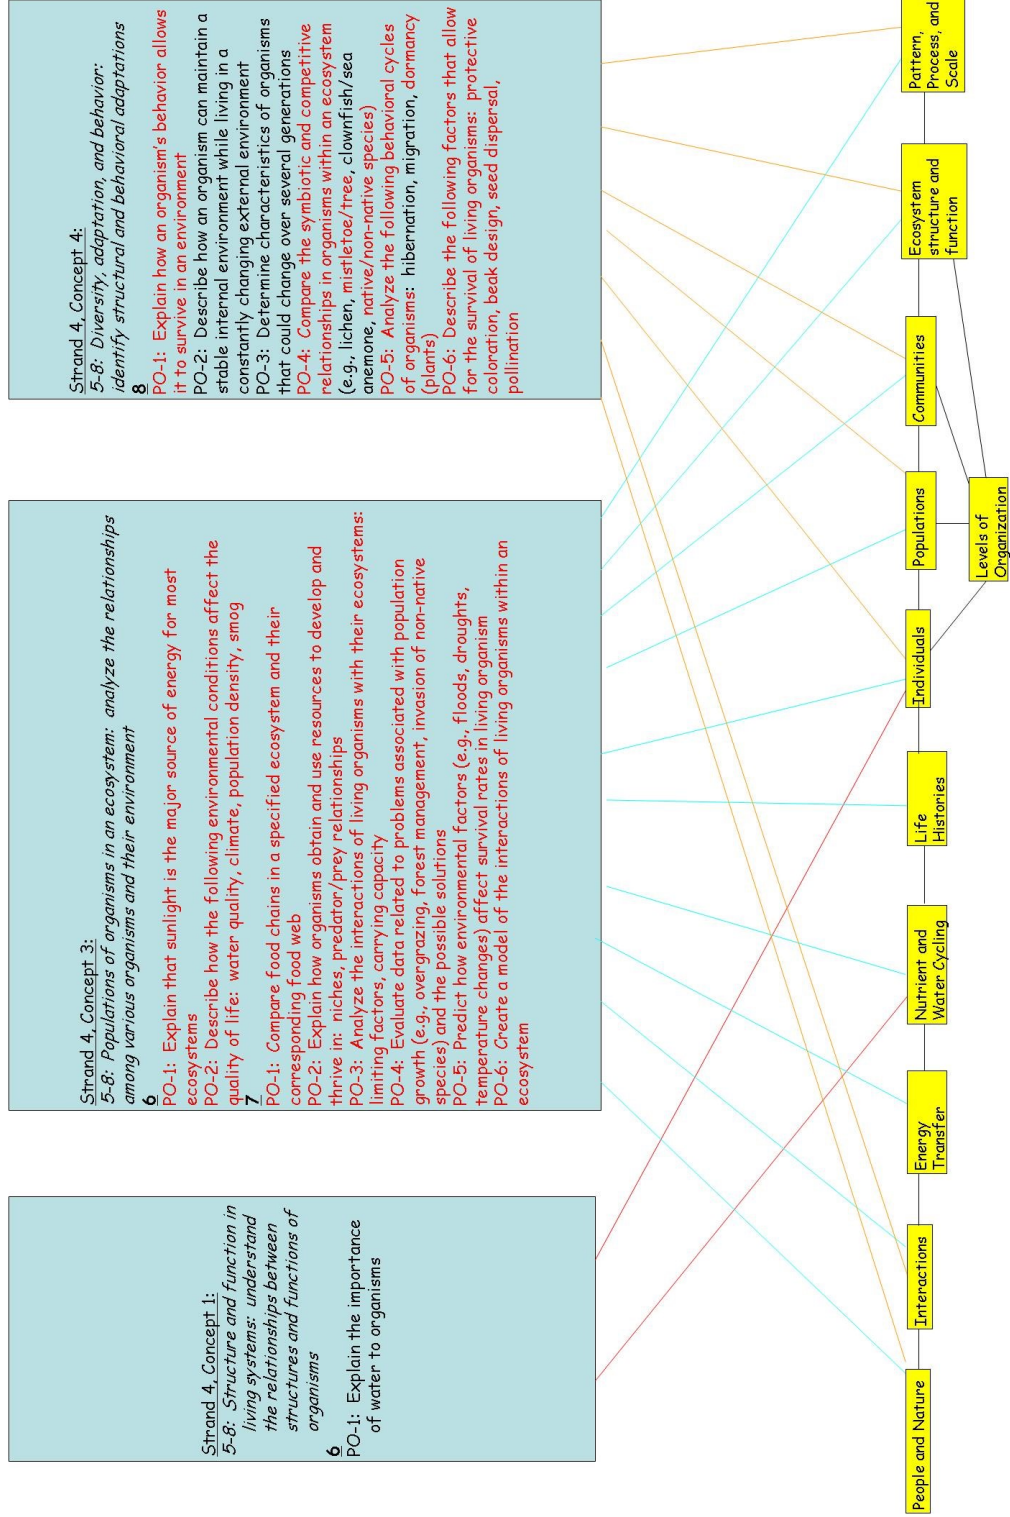 Strand 4, Concept 1:
5-8: Structure and function in
living systems: understand
the relationships between
structures and functions of
organisms
6
PO-1: Explain the importance
of water to organisms
Strand 4, Concept 3:
5-8: Populations of organisms in an ecosystem: analyze the relationships
among various organisms and their environment
6
PO-1: Explain that sunlight is the major source of energy for most
ecosystems
PO-2: Describe how the following environmental conditions affect the
quality of life: water quality, climate, population density, smog
7
PO-1: Compare food chains in a specified ecosystem and their
corresponding food web
PO-2: Explain how organisms obtain and use resources to develop and
thrive in: niches, predator/prey relationships
PO-3: Analyze the interactions of living organisms with their ecosystems:
limiting factors, carrying capacity
PO-4: Evaluate data related to problems associated with population
growth (e.g., overgrazing, forest management, invasion of non-native
species) and the possible solutions
PO-5: Predict how environmental factors (e.g., floods, droughts,
temperature changes) affect survival rates in living organism
PO-6: Create a model of the interactions of living organisms within an
ecosystem
Strand 4, Concept 4:
5-8: Diversity, adaptation, and behavior:
identify structural and behavioral adaptations
8
PO-1: Explain how an organism's behavior allows
it to survive in an environment
PO-2: Describe how an organism can maintain a
stable internal environment while living in a
constantly changing external environment
PO-3: Determine characteristics of organisms
that could change over several generations
PO-4: Compare the symbiotic and competitive
relationships in organisms within an ecosystem
(e.g., lichen, mistletoe/tree, clownfish/sea
anemone, native/non-native species)
PO-5: Analyze the following behavioral cycles
of organisms: hibernation, migration, dormancy
(plants)
PO-6: Describe the following factors that allow
for the survival of living organisms: protective
coloration, beak design, seed dispersal,
pollination
People and Nature
Interactions
Energy
Transfer
Nutrient and
Water Cycling
Life
Histories
Individuals
Populations
Communities
Ecosystem
structure and
function
Pattern,
Process, and
Scale
Levels of
Organization